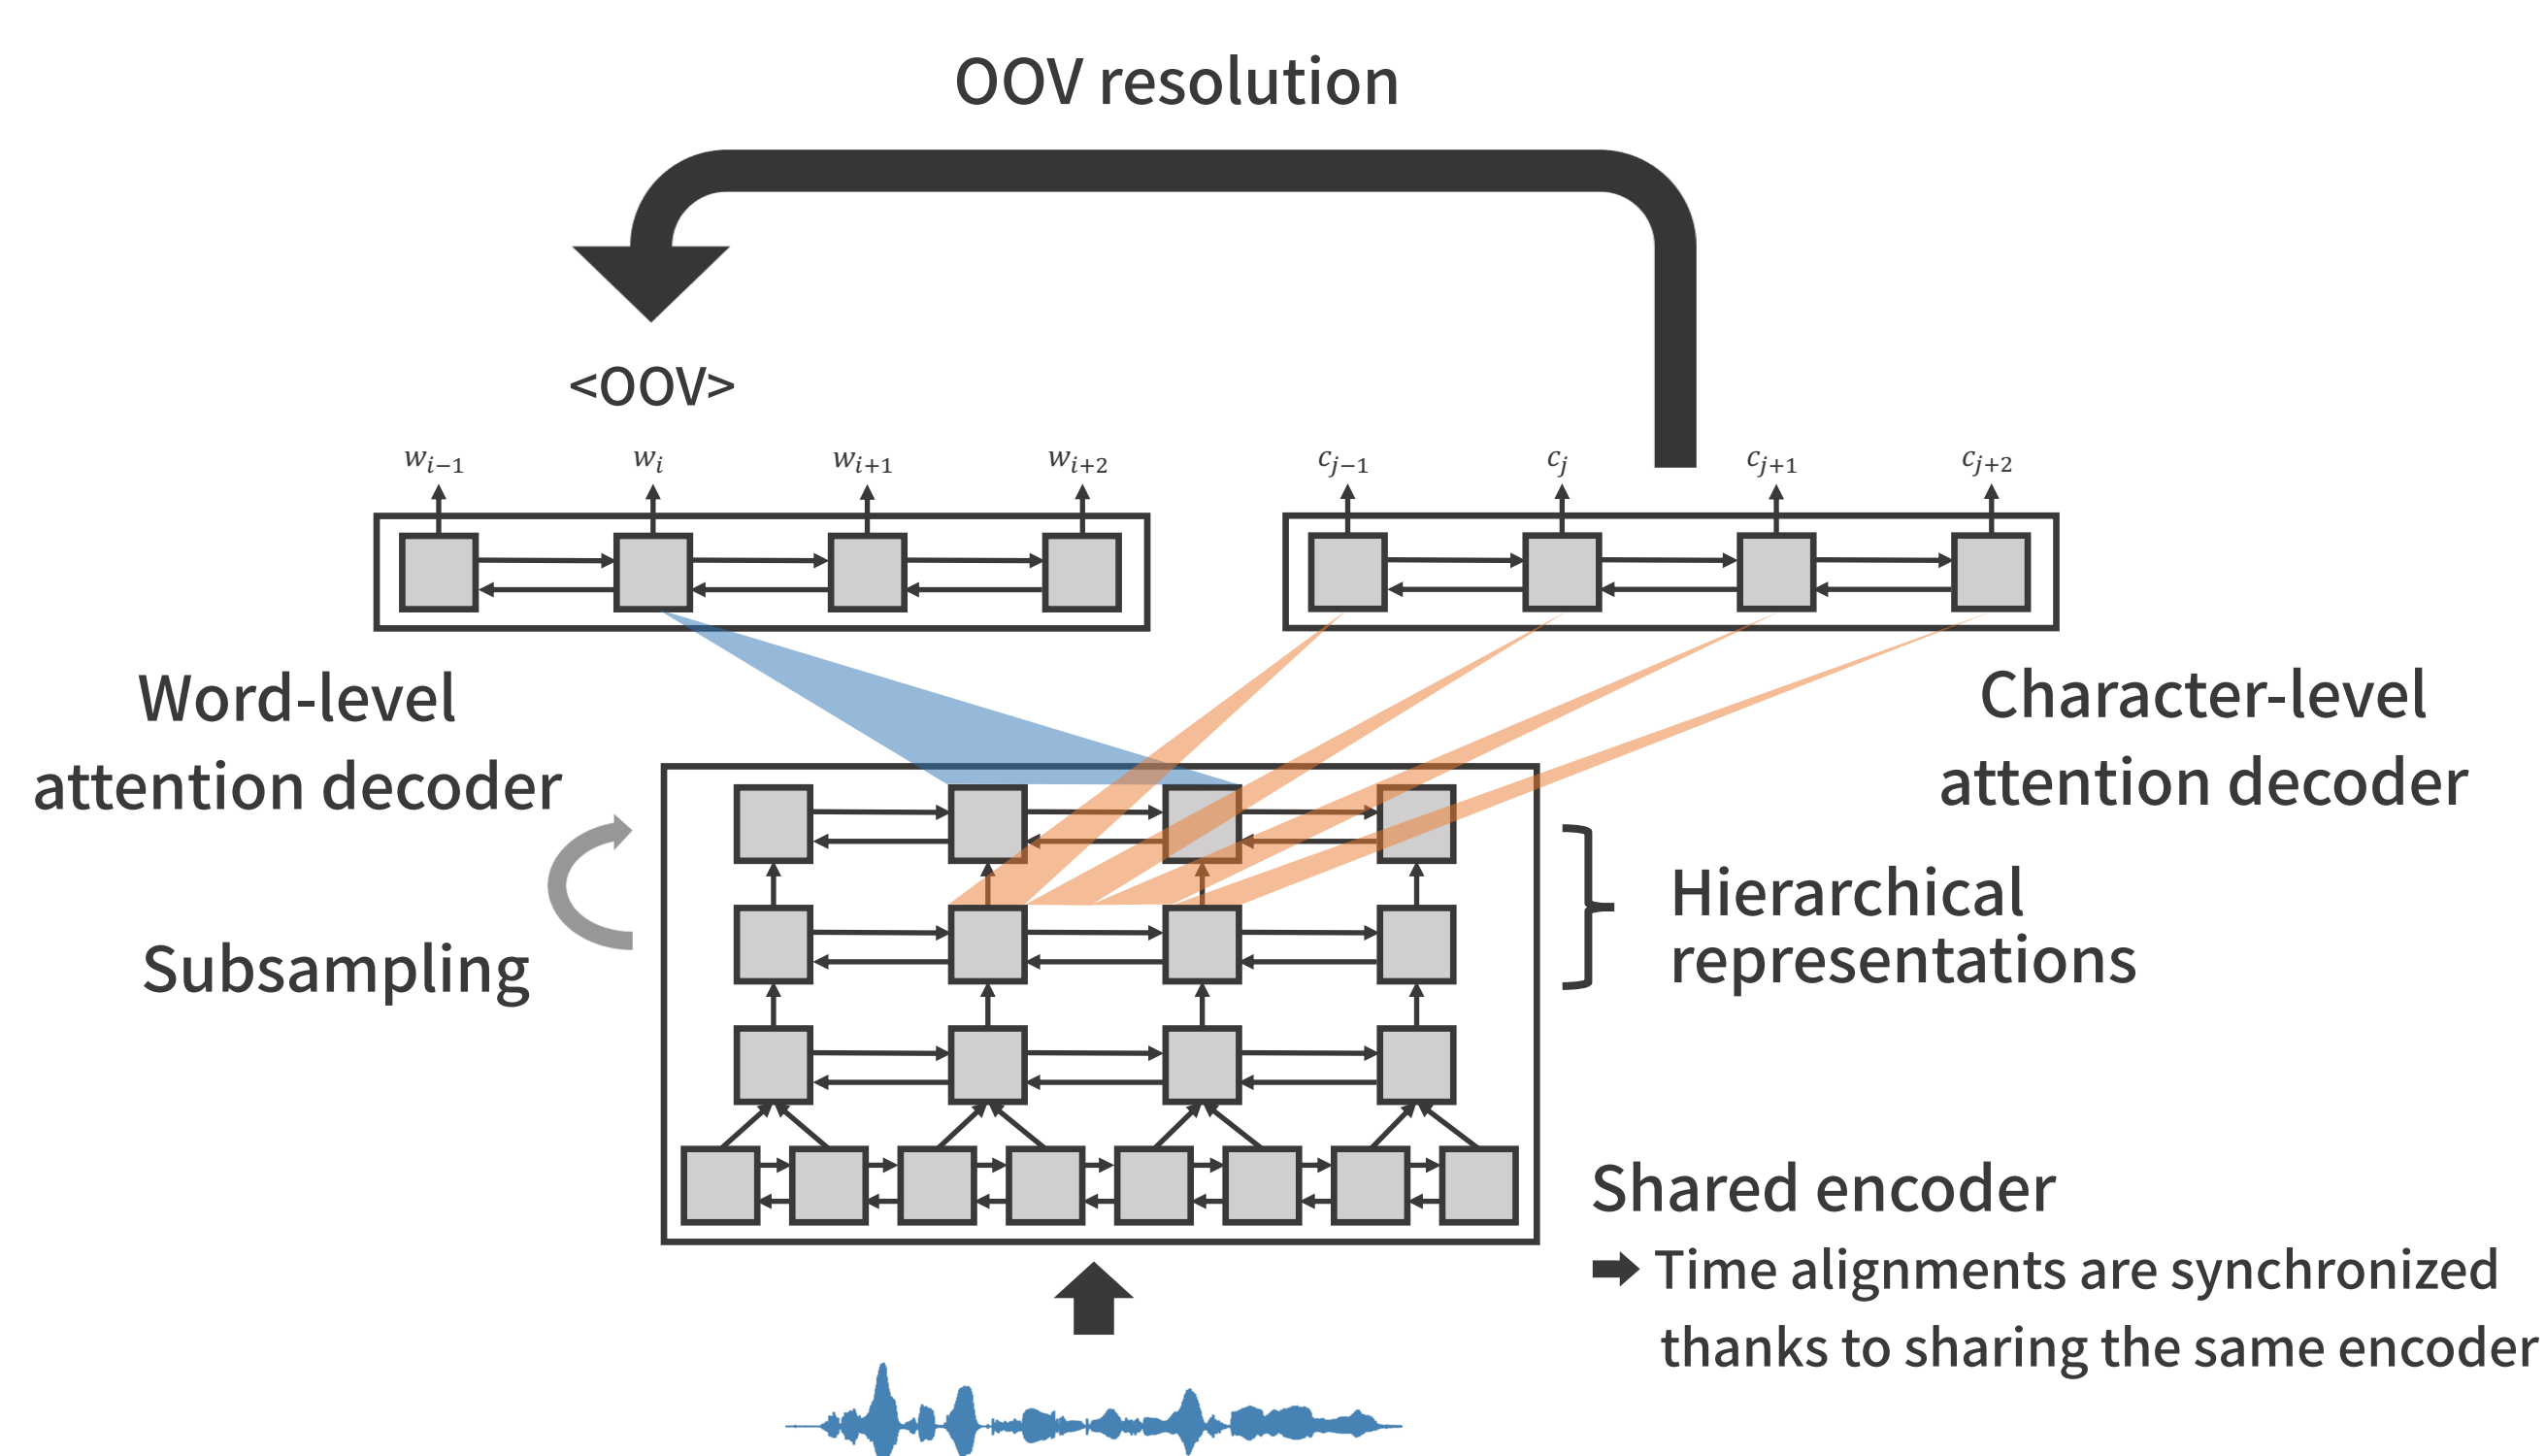 OOV resolution
<OOV>
w_{i−1} w_i w_{i+1} w_{i+2}
c_{j−1} c_j c_{j+1} c_{j+2}
Word-level
attention decoder
Character-level
attention decoder
Subsampling
Hierarchical
representations
Shared encoder
Time alignments are synchronized
thanks to sharing the same encoder